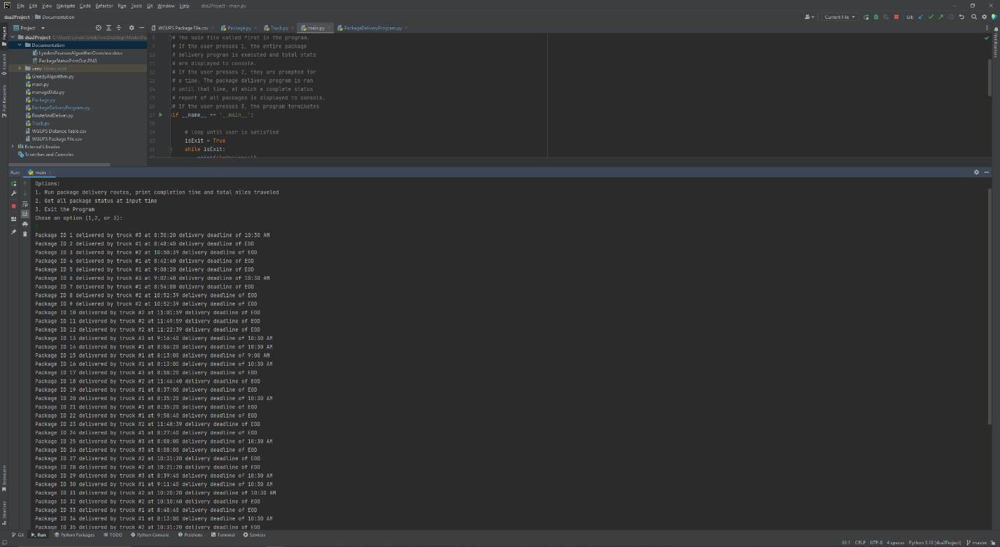 File Edit View Navigate Code Refactor Run Tools Git Window Help dsa2Project - main.py
dsa2Project Documentation Current File Git:
Project
WGUPS Package File.csv Package.py Truck.py main.py PackageDeliveryProgram.py
dsa2Project
Documentation
LyndonPearsonAlgorithmOverview.docx
PackageStatusPrintOut.PNG
venv library root
GreedyAlgorithm.py
main.py
manageData.py
Package.py
PackageDeliveryProgram.py
RouteAndDeliver.py
Truck.py
WGUPS Distance Table.csv
WGUPS Package File.csv
External Libraries
Scratches and Consoles
8 # The main file called first in the program.
9 # If the user presses 1, the entire package
10 # delivery program is executed and total stats
11 # are displayed to console.
12 # If the user presses 2, they are prompted for
13 # a time. The package delivery program is ran
14 # until that time, at which a complete status
15 # report of all packages is displayed to console.
16 # If the user presses 3, the program terminates
17 if __name__ == '__main__':
18
19 # loop until user is satisfied
20 isExit = True
21 while isExit:
Project
Commit
Pull Requests
Notifications
Run: main
Options:
1. Run package delivery routes, print completion time and total miles traveled
2. Get all package status at input time
3. Exit the Program
Chose an option (1,2, or 3):
Package ID 1 delivered by truck #3 at 8:30:20 delivery deadline of 10:30 AM
Package ID 2 delivered by truck #1 at 8:48:40 delivery deadline of EOD
Package ID 3 delivered by truck #2 at 10:50:39 delivery deadline of EOD
Package ID 4 delivered by truck #1 at 8:42:40 delivery deadline of EOD
Package ID 5 delivered by truck #1 at 9:08:20 delivery deadline of EOD
Package ID 6 delivered by truck #3 at 9:02:40 delivery deadline of 10:30 AM
Package ID 7 delivered by truck #1 at 8:54:00 delivery deadline of EOD
Package ID 8 delivered by truck #2 at 10:52:39 delivery deadline of EOD
Package ID 9 delivered by truck #2 at 10:52:39 delivery deadline of EOD
Package ID 10 delivered by truck #2 at 11:01:59 delivery deadline of EOD
Package ID 11 delivered by truck #2 at 11:49:59 delivery deadline of EOD
Package ID 12 delivered by truck #2 at 11:22:39 delivery deadline of EOD
Package ID 13 delivered by truck #3 at 9:16:40 delivery deadline of 10:30 AM
Package ID 14 delivered by truck #1 at 8:06:20 delivery deadline of 10:30 AM
Package ID 15 delivered by truck #1 at 8:13:00 delivery deadline of 9:00 AM
Package ID 16 delivered by truck #1 at 8:13:00 delivery deadline of 10:30 AM
Package ID 17 delivered by truck #3 at 8:58:20 delivery deadline of EOD
Package ID 18 delivered by truck #2 at 11:46:40 delivery deadline of EOD
Package ID 19 delivered by truck #1 at 8:37:00 delivery deadline of EOD
Package ID 20 delivered by truck #1 at 8:35:20 delivery deadline of 10:30 AM
Package ID 21 delivered by truck #1 at 8:35:20 delivery deadline of EOD
Package ID 22 delivered by truck #1 at 9:58:40 delivery deadline of EOD
Package ID 23 delivered by truck #2 at 11:48:39 delivery deadline of EOD
Package ID 24 delivered by truck #1 at 8:27:40 delivery deadline of EOD
Package ID 25 delivered by truck #3 at 8:08:00 delivery deadline of 10:30 AM
Package ID 26 delivered by truck #3 at 8:08:00 delivery deadline of EOD
Package ID 27 delivered by truck #2 at 10:31:20 delivery deadline of EOD
Package ID 28 delivered by truck #2 at 10:21:20 delivery deadline of EOD
Package ID 29 delivered by truck #3 at 8:39:40 delivery deadline of 10:30 AM
Package ID 30 delivered by truck #1 at 9:11:40 delivery deadline of 10:30 AM
Package ID 31 delivered by truck #2 at 10:20:20 delivery deadline of 10:30 AM
Package ID 32 delivered by truck #2 at 10:18:40 delivery deadline of EOD
Package ID 33 delivered by truck #1 at 8:48:40 delivery deadline of EOD
Package ID 34 delivered by truck #1 at 8:13:00 delivery deadline of 10:30 AM
Package ID 35 delivered by truck #2 at 10:31:20 delivery deadline of EOD
Bookmarks
Structure
Git Run Python Packages TODO Python Console Problems Terminal Services
61:1 CRLF UTF-8 4 spaces Python 3.10 (dsa2Project) master